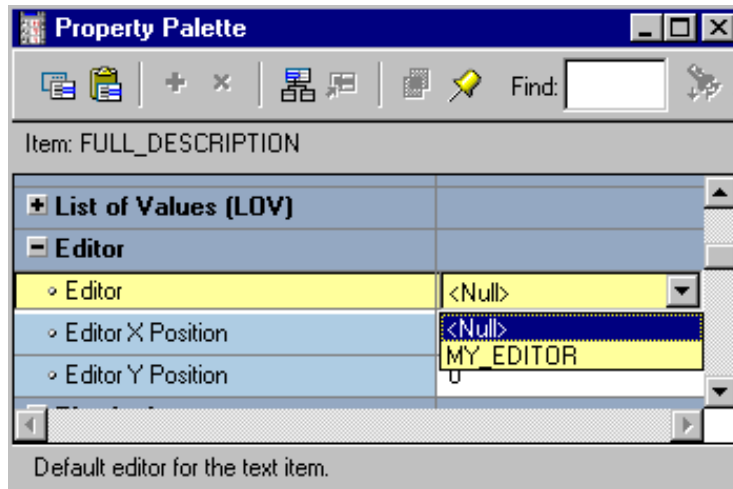 Property Palette
Find:
Item: FULL_DESCRIPTION
List of Values (LOV)
Editor
Editor <Null>
Editor X Position <Null>
MY_EDITOR
Editor Y Position 0
Default editor for the text item.